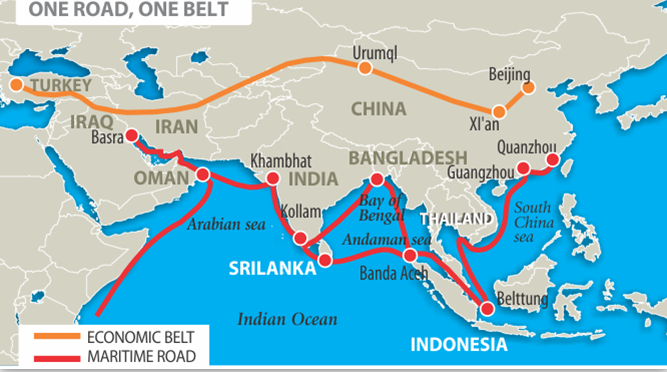 ONE ROAD, ONE BELT
Urumql
Beijing
TURKEY
CHINA
XI'an
IRAQ
IRAN
Basra
Quanzhou
Khambhat
BANGLADESH
Guangzhou
OMAN
INDIA
Bay of
Bengal
Kollam
THAILAND
South
China
sea
Arabian sea
Andaman sea
SRILANKA
Banda Aceh
Belttung
Indian Ocean
INDONESIA
ECONOMIC BELT
MARITIME ROAD